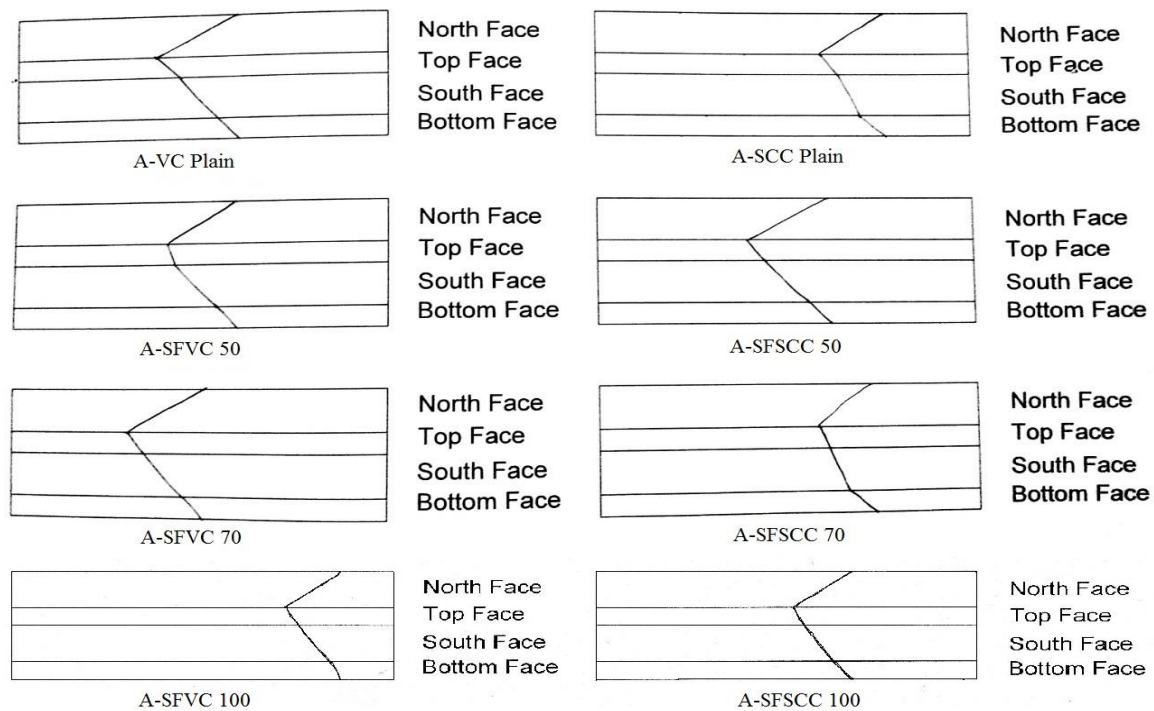 North Face
Top Face
South Face
Bottom Face
A-VC Plain
North Face
Top Face
South Face
Bottom Face
A-SCC Plain
North Face
Top Face
South Face
Bottom Face
A-SFVC 50
North Face
Top Face
South Face
Bottom Face
A-SFSCC 50
North Face
Top Face
South Face
Bottom Face
A-SFVC 70
North Face
Top Face
South Face
Bottom Face
A-SFSCC 70
North Face
Top Face
South Face
Bottom Face
A-SFVC 100
North Face
Top Face
South Face
Bottom Face
A-SFSCC 100